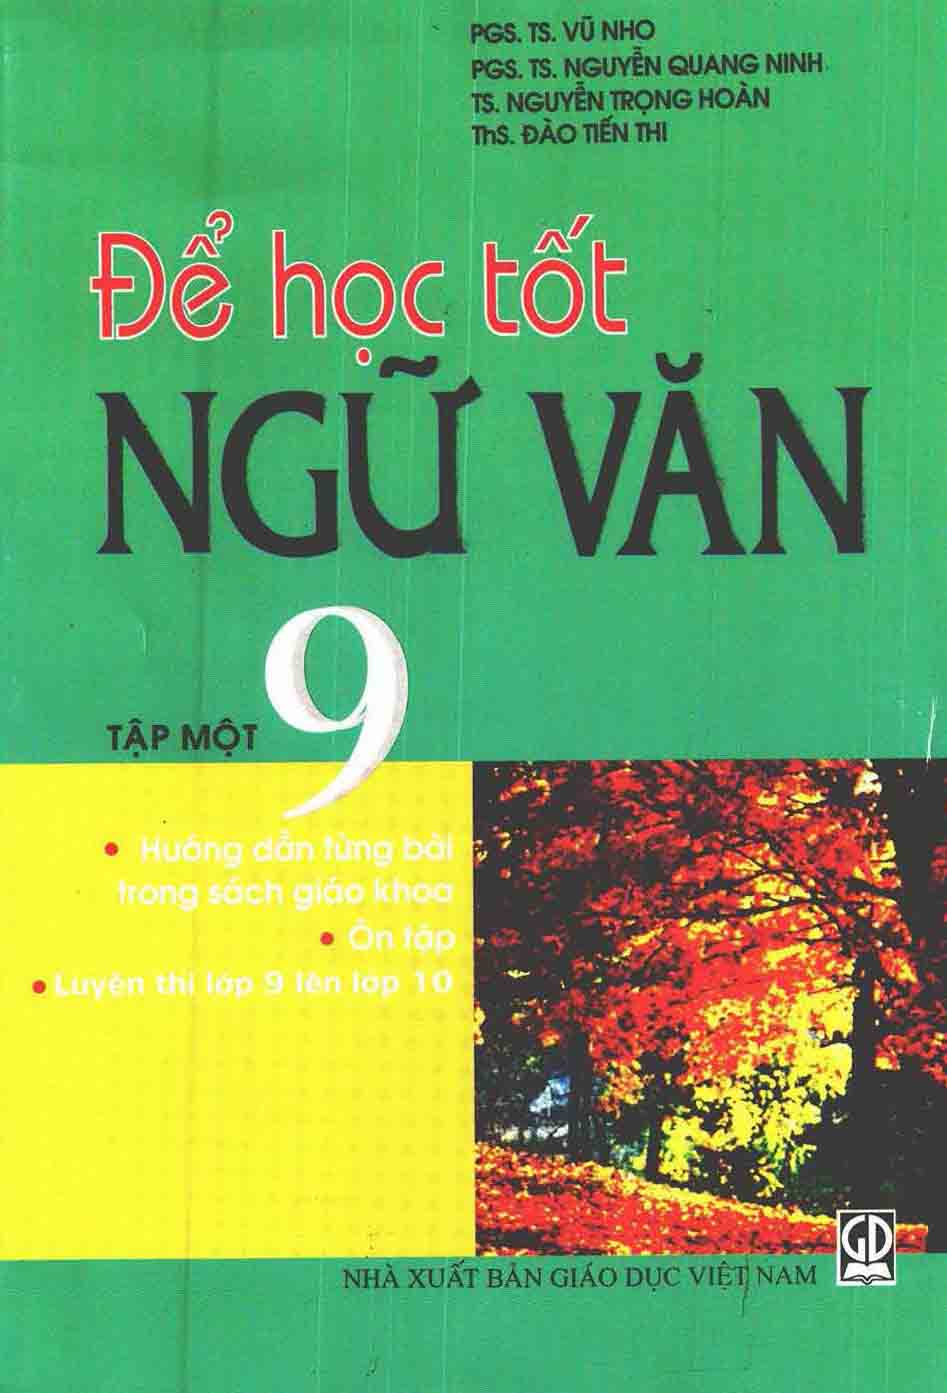 PGS. TS. VŨ NHO
PGS. TS. NGUYỄN QUANG NINH
TS. NGUYỄN TRỌNG HOÀN
ThS. ĐÀO TIẾN THI
Để học tốt
NGỮ VĂN
9
TẬP MỘT
• Hướng dẫn từng bài
trong sách giáo khoa
• Ôn tập
• Luyện thi lớp 9 lên lớp 10
NHÀ XUẤT BẢN GIÁO DỤC VIỆT NAM
GD